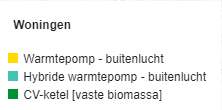 Woningen
Warmtepomp - buitenlucht
Hybride warmtepomp - buitenlucht
CV-ketel [vaste biomassa]